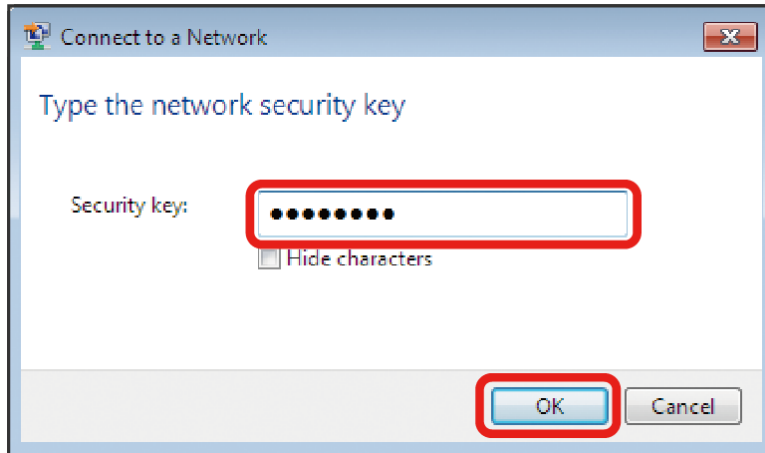 Connect to a Network
Type the network security key
Security key: ●●●●●●●●
Hide characters
OK Cancel